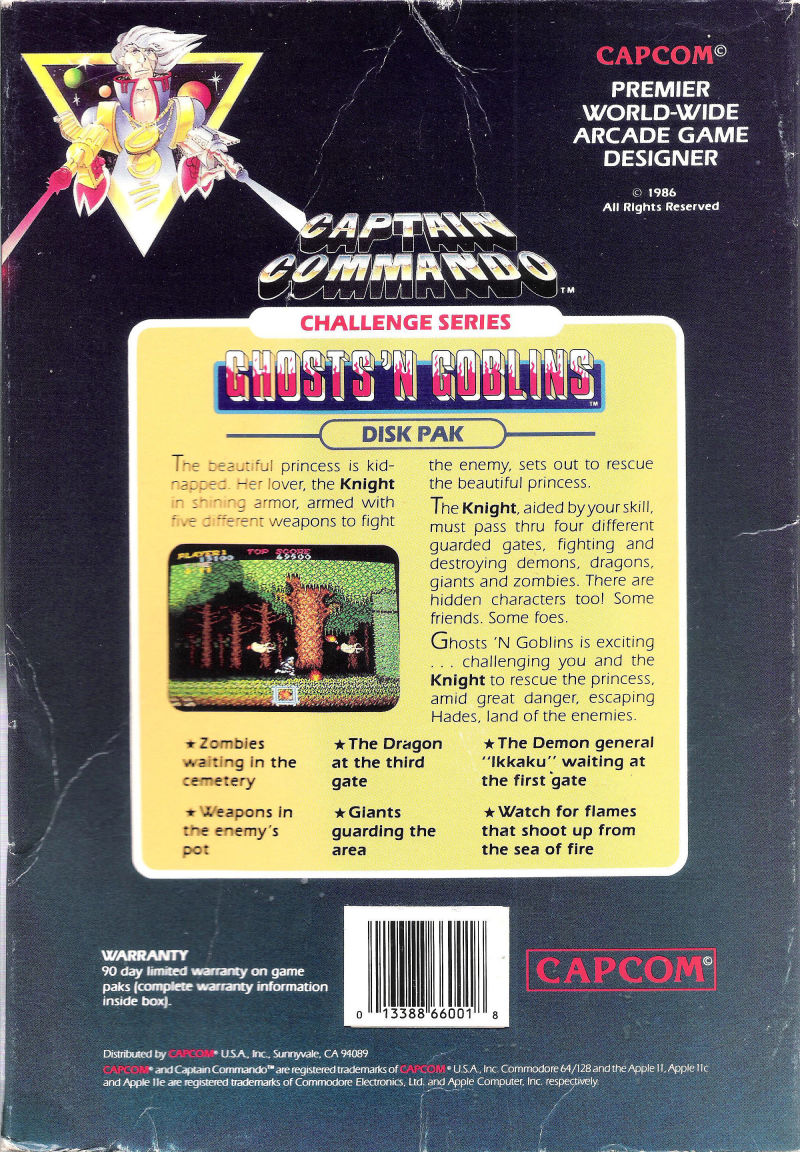 CAPCOM©
PREMIER
WORLD-WIDE
ARCADE GAME
DESIGNER
© 1986
All Rights Reserved
CAPTAIN
COMMANDO™
CHALLENGE SERIES
GHOSTS 'N GOBLINS™
DISK PAK
The beautiful princess is kid-
napped. Her lover, the Knight
in shining armor, armed with
five different weapons to fight
the enemy, sets out to rescue
the beautiful princess.
The Knight, aided by your skill,
must pass thru four different
guarded gates, fighting and
destroying demons, dragons,
giants and zombies. There are
hidden characters too! Some
friends. Some foes.
Ghosts 'N Goblins is exciting
. . . challenging you and the
Knight to rescue the princess,
amid great danger, escaping
Hades, land of the enemies.
PLAYER1 TOP SCORE
★ Zombies
waiting in the
cemetery
★ The Dragon
at the third
gate
★ The Demon general
"Ikkaku" waiting at
the first gate
★ Weapons in
the enemy's
pot
★ Giants
guarding the
area
★ Watch for flames
that shoot up from
the sea of fire
WARRANTY
90 day limited warranty on game
paks (complete warranty information
inside box).
0 13388 66001 8
CAPCOM©
Distributed by CAPCOM® U.S.A., Inc., Sunnyvale, CA 94089
CAPCOM® and Captain Commando™ are registered trademarks of CAPCOM® U.S.A., Inc. Commodore 64/128 and the Apple II, Apple IIc
and Apple IIe are registered trademarks of Commodore Electronics, Ltd. and Apple Computer, Inc. respectively.